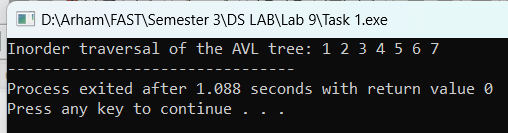 D:\Arham\FAST\Semester 3\DS LAB\Lab 9\Task 1.exe
Inorder traversal of the AVL tree: 1 2 3 4 5 6 7
--------------------------------
Process exited after 1.088 seconds with return value 0
Press any key to continue . . .